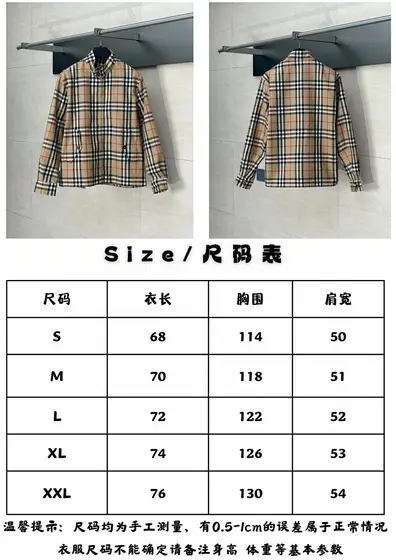 Size/尺码表
尺码 衣长 胸围 肩宽
S 68 114 50
M 70 118 51
L 72 122 52
XL 74 126 53
XXL 76 130 54
温馨提示：尺码均为手工测量，有0.5-1cm的误差属于正常情况
衣服尺码不能确定请备注身高 体重等基本参数